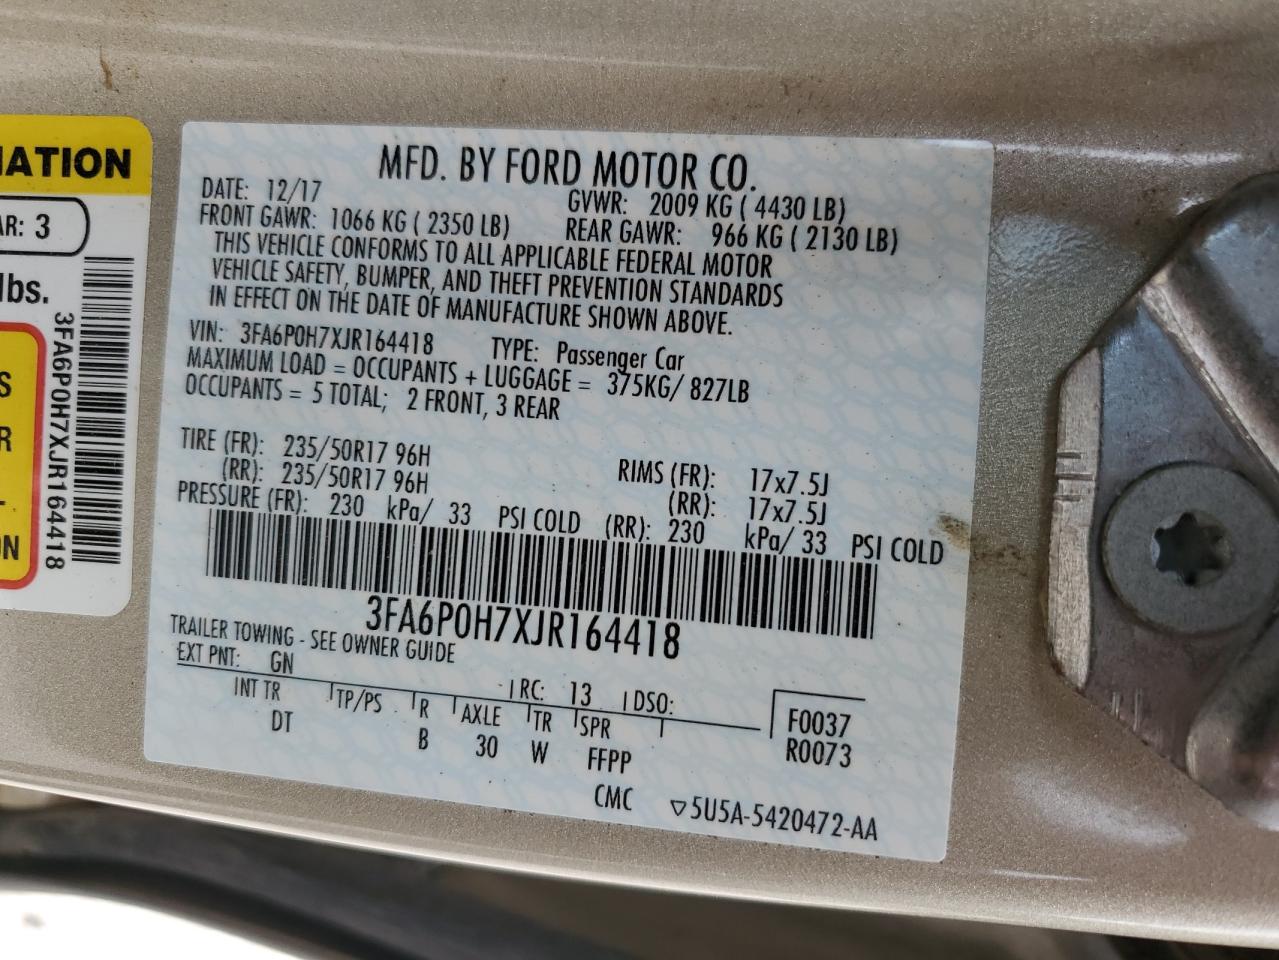 MATION
AR: 3
lbs.
S
R
L
N
3FA6P0H7XJR164418
MFD. BY FORD MOTOR CO.
DATE: 12/17 GVWR: 2009 KG ( 4430 LB)
FRONT GAWR: 1066 KG ( 2350 LB) REAR GAWR: 966 KG ( 2130 LB)
THIS VEHICLE CONFORMS TO ALL APPLICABLE FEDERAL MOTOR
VEHICLE SAFETY, BUMPER, AND THEFT PREVENTION STANDARDS
IN EFFECT ON THE DATE OF MANUFACTURE SHOWN ABOVE.
VIN: 3FA6P0H7XJR164418 TYPE: Passenger Car
MAXIMUM LOAD = OCCUPANTS + LUGGAGE = 375KG/ 827LB
OCCUPANTS = 5 TOTAL; 2 FRONT, 3 REAR
TIRE (FR): 235/50R17 96H RIMS (FR): 17x7.5J
(RR): 235/50R17 96H (RR): 17x7.5J
PRESSURE (FR): 230 kPa/ 33 PSI COLD (RR): 230 kPa/ 33 PSI COLD
3FA6P0H7XJR164418
TRAILER TOWING - SEE OWNER GUIDE
EXT PNT: GN RC: 13 DSO:
INT TR TP/PS R AXLE TR SPR F0037
DT B 30 W FFPP R0073
CMC ▽5U5A-5420472-AA